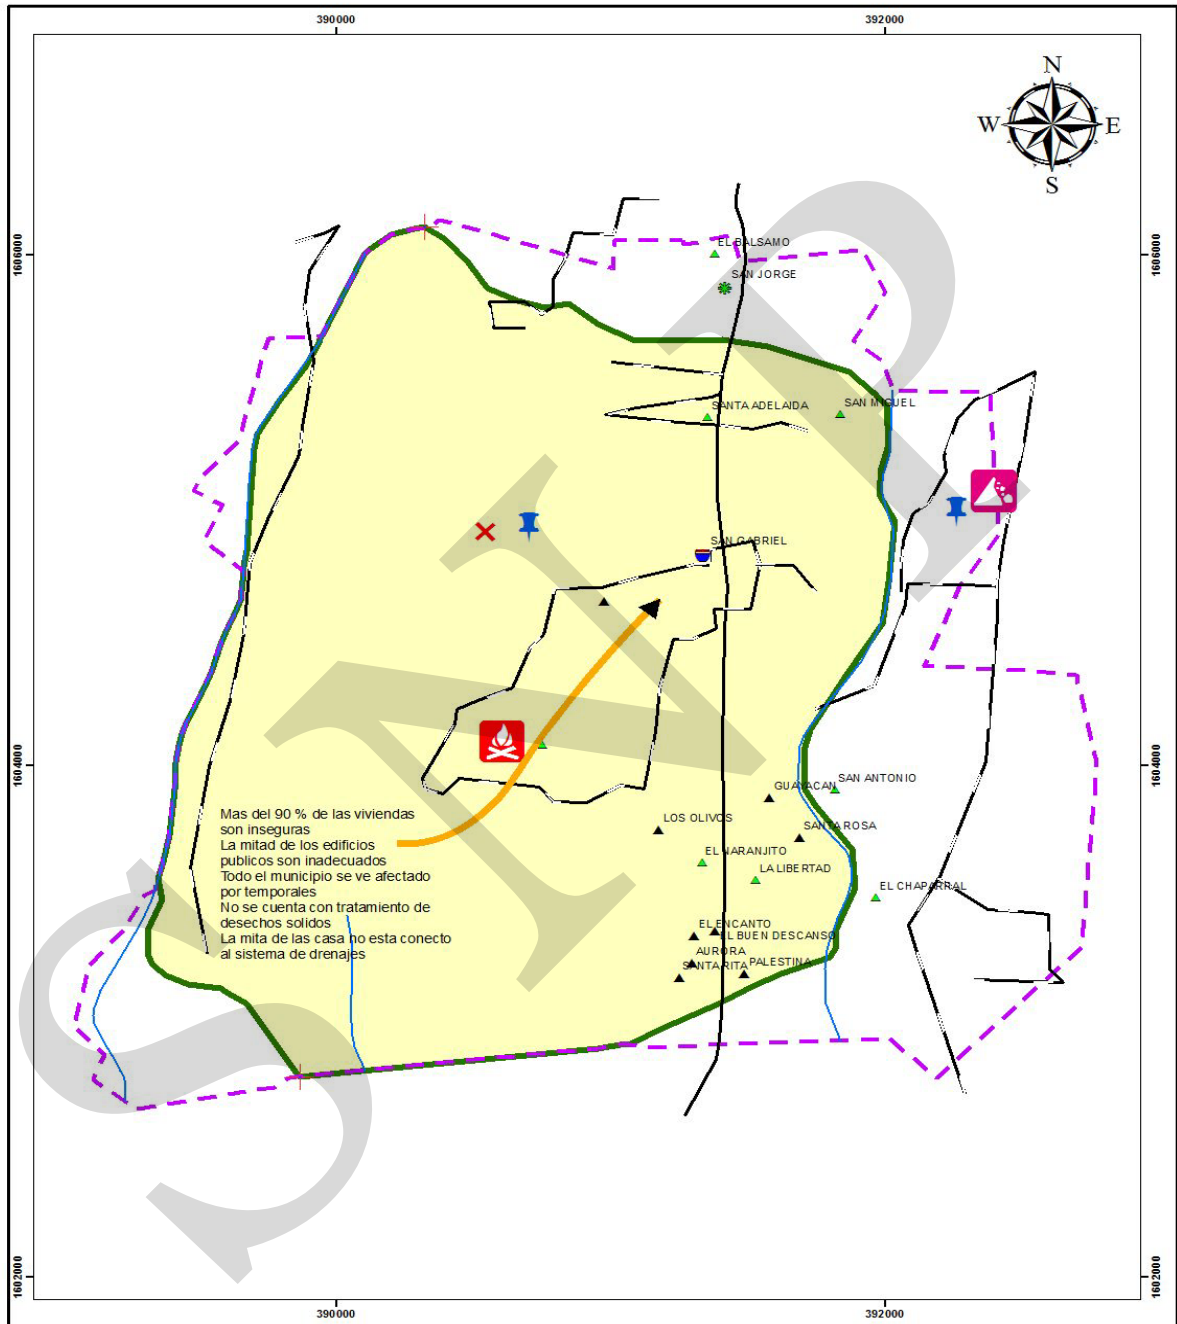 390000
392000
N
W E
S
1606000
1606000
EL BALSAMO
SAN JORGE
SANTA ADELAIDA
SAN MIGUEL
SAN GABRIEL
1604000
1604000
SAN ANTONIO
GUAYACAN
LOS OLIVOS
SANTA ROSA
EL NARANJITO
LA LIBERTAD
EL CHAPARRAL
EL ENCANTO
EL BUEN DESCANSO
AURORA
SANTA RITA
PALESTINA
Mas del 90 % de las viviendas
son inseguras
La mitad de los edificios
publicos son inadecuados
Todo el municipio se ve afectado
por temporales
No se cuenta con tratamiento de
desechos solidos
La mita de las casa no esta conecto
al sistema de drenajes
SNIP
1602000
1602000
390000
392000